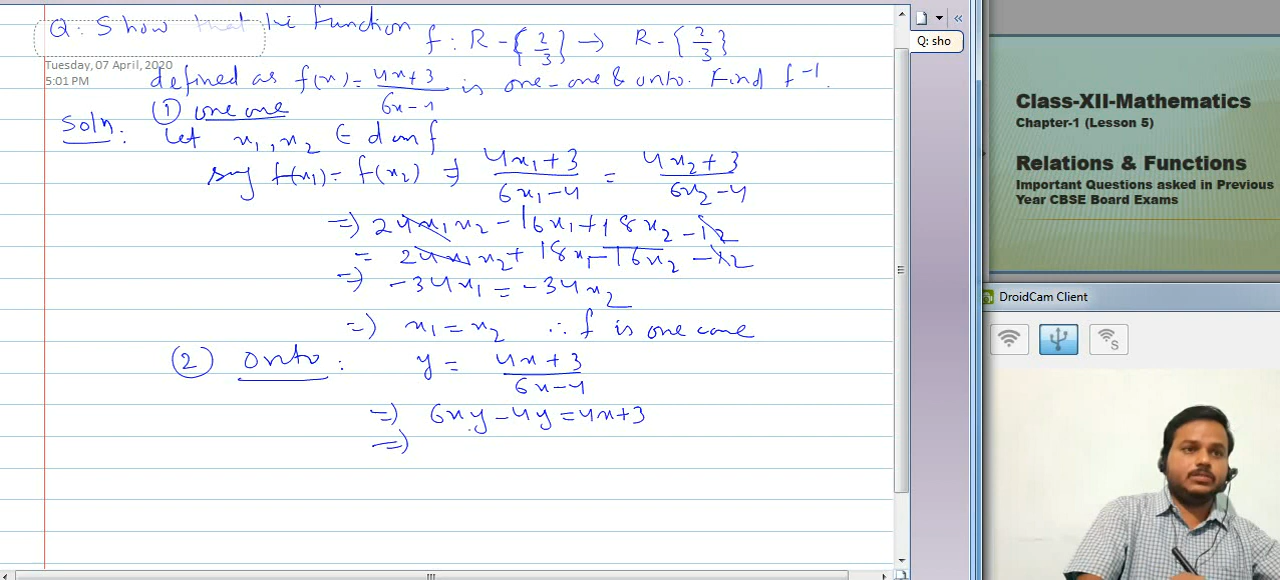 Q: Show that the function f : R - {2/3} → R - {2/3}
Tuesday, 07 April, 2020
5:01 PM
defined as f(x) = (4x+3)/(6x-4) is one-one & onto. Find f⁻¹.
Soln:
① one one
Let x₁, x₂ ∈ dom f
f(x₁) = f(x₂) ⇒ (4x₁+3)/(6x₁-4) = (4x₂+3)/(6x₂-4)
⇒ 24x₁x₂ - 16x₁ + 18x₂ - 12
= 24x₁x₂ + 18x₁ - 16x₂ - 12
⇒ -34x₁ = -34x₂
⇒ x₁ = x₂ ∴ f is one one
② Onto: y = (4x+3)/(6x-4)
⇒ 6xy - 4y = 4x+3
⇒
Q: sho
Class-XII-Mathematics
Chapter-1 (Lesson 5)
Relations & Functions
Important Questions asked in Previous
Year CBSE Board Exams
DroidCam Client
S